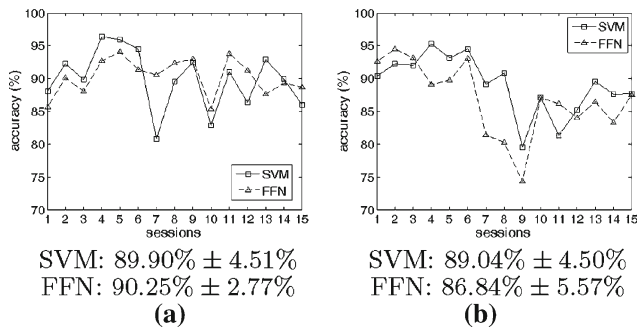 100
95
90
85
80
75
70
accuracy (%)
SVM
FFN
1 2 3 4 5 6 7 8 9 10 11 12 13 14 15
sessions
SVM: 89.90% ± 4.51%
FFN: 90.25% ± 2.77%
(a)
100
95
90
85
80
75
70
accuracy (%)
SVM
FFN
1 2 3 4 5 6 7 8 9 10 11 12 13 14 15
sessions
SVM: 89.04% ± 4.50%
FFN: 86.84% ± 5.57%
(b)